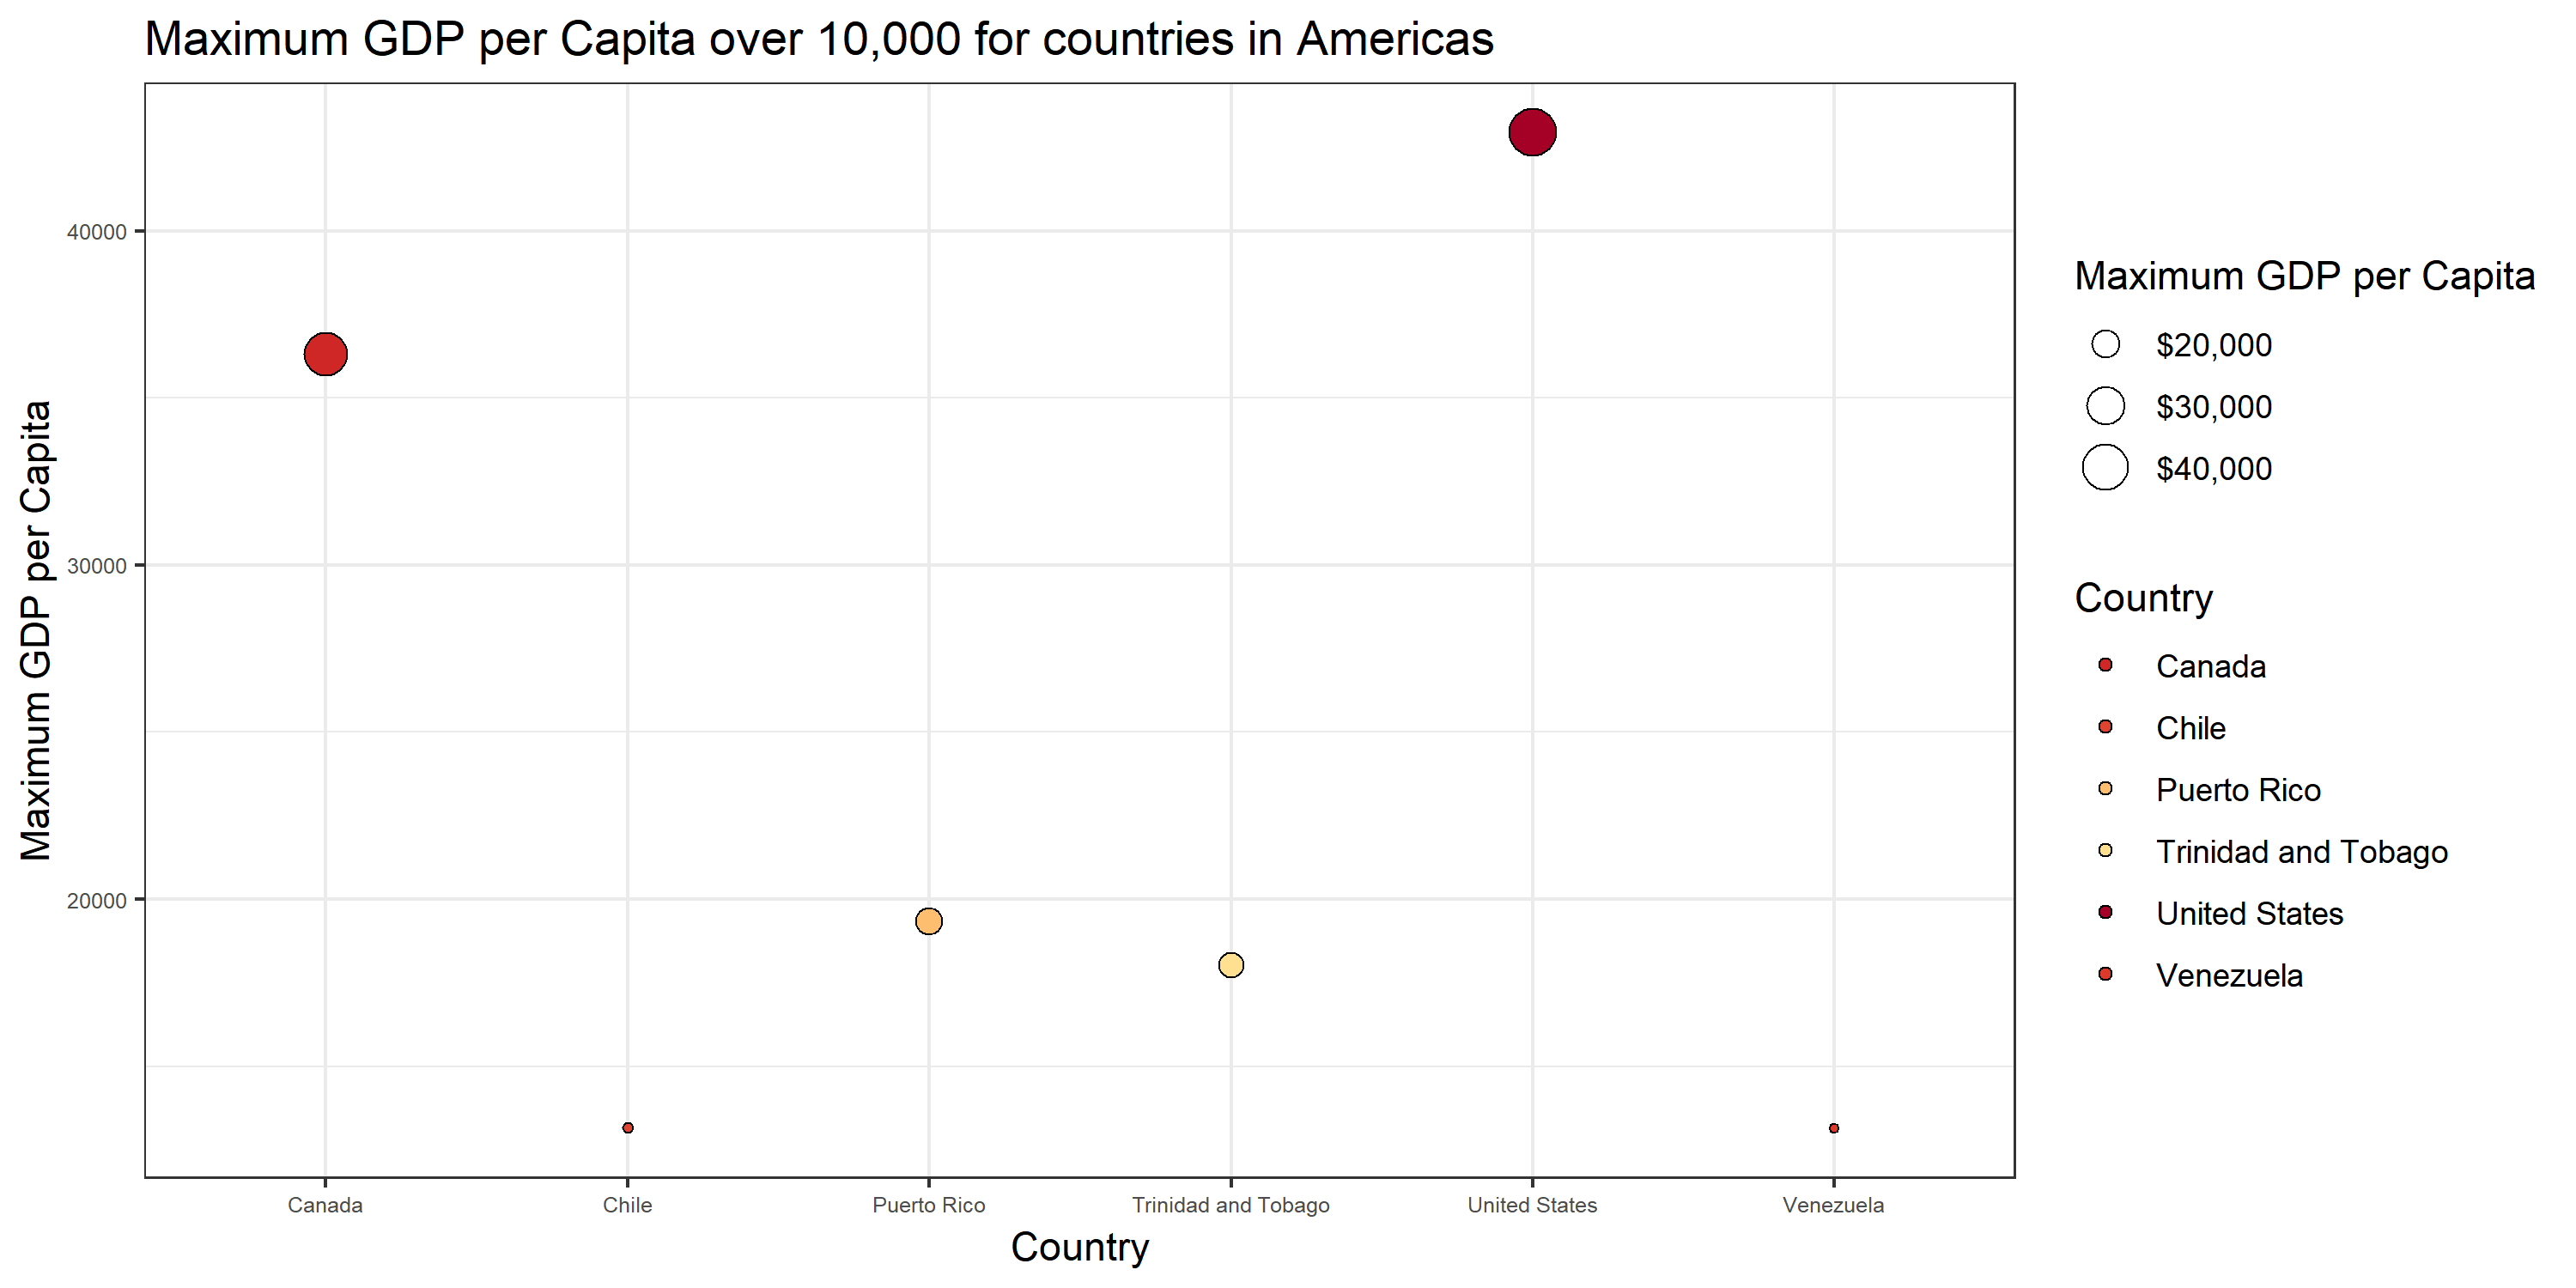 Maximum GDP per Capita over 10,000 for countries in Americas
Maximum GDP per Capita
40000
30000
20000
Canada
Chile
Puerto Rico
Trinidad and Tobago
United States
Venezuela
Country
Maximum GDP per Capita
$20,000
$30,000
$40,000
Country
Canada
Chile
Puerto Rico
Trinidad and Tobago
United States
Venezuela